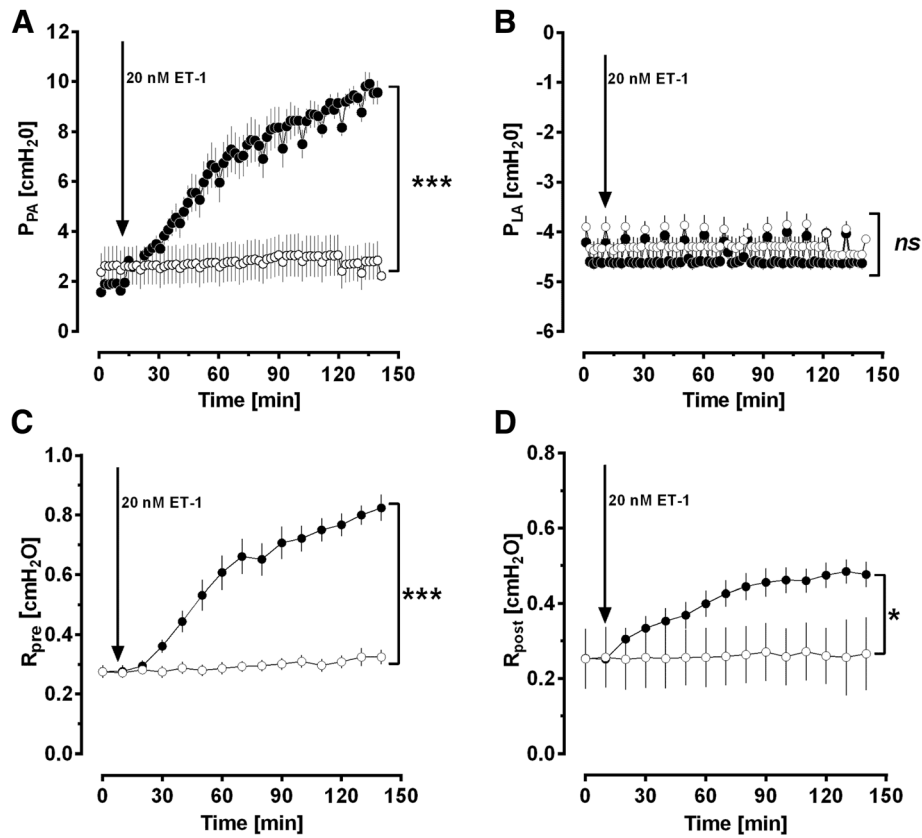 A
12
10
8
6
4
2
0
P_PA [cmH₂0]
20 nM ET-1
***
0 30 60 90 120 150
Time [min]
B
0
-1
-2
-3
-4
-5
-6
P_LA [cmH₂0]
20 nM ET-1
ns
0 30 60 90 120 150
Time [min]
C
1.0
0.8
0.6
0.4
0.2
0.0
R_pre [cmH₂O]
20 nM ET-1
***
0 30 60 90 120 150
Time [min]
D
0.8
0.6
0.4
0.2
0.0
R_post [cmH₂O]
20 nM ET-1
*
0 30 60 90 120 150
Time [min]